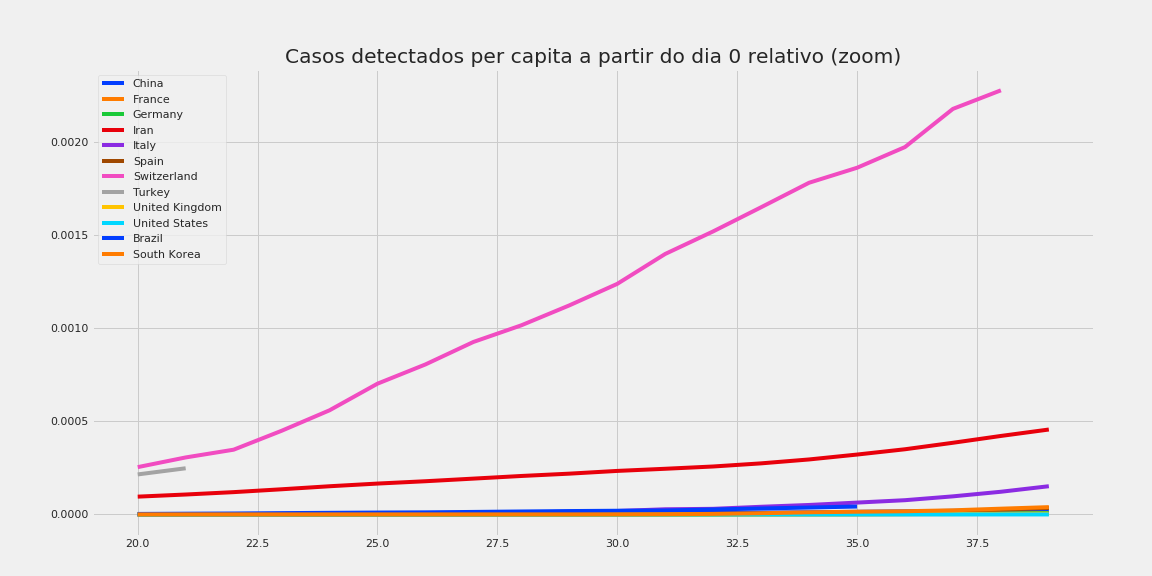 Casos detectados per capita a partir do dia 0 relativo (zoom)
China
France
Germany
Iran
Italy
Spain
Switzerland
Turkey
United Kingdom
United States
Brazil
South Korea
0.0020
0.0015
0.0010
0.0005
0.0000
20.0 22.5 25.0 27.5 30.0 32.5 35.0 37.5